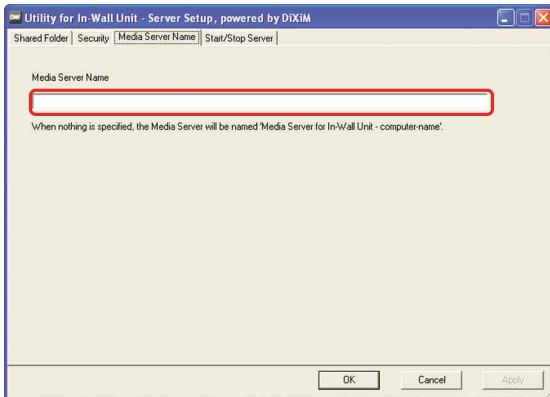 DW Utility for In-Wall Unit - Server Setup, powered by DiXiM
Shared Folder Security Media Server Name Start/Stop Server
Media Server Name
When nothing is specified, the Media Server will be named 'Media Server for In-Wall Unit - computer-name'.
OK Cancel Apply